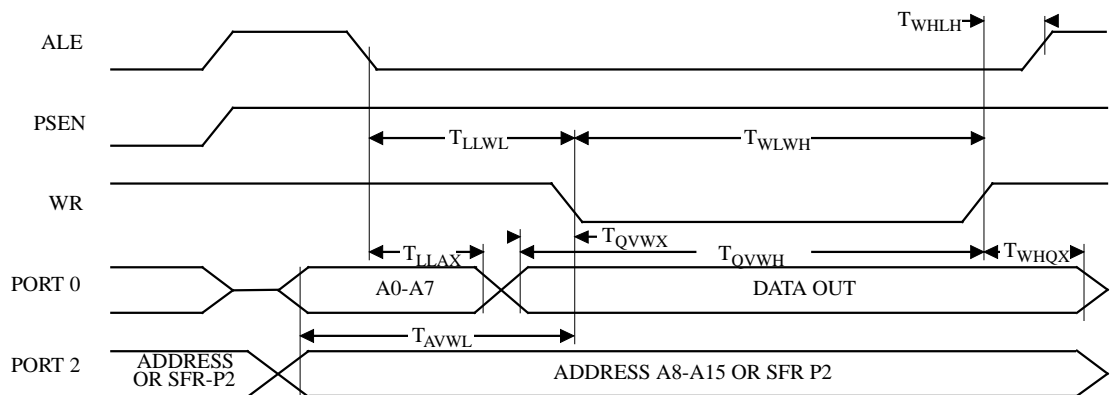 ALE
TWHLH
PSEN
TLLWL
TWLWH
WR
TLLAX
TQVWX
TQVWH
TWHQX
PORT 0
A0-A7
DATA OUT
TAVWL
PORT 2
ADDRESS
OR SFR-P2
ADDRESS A8-A15 OR SFR P2